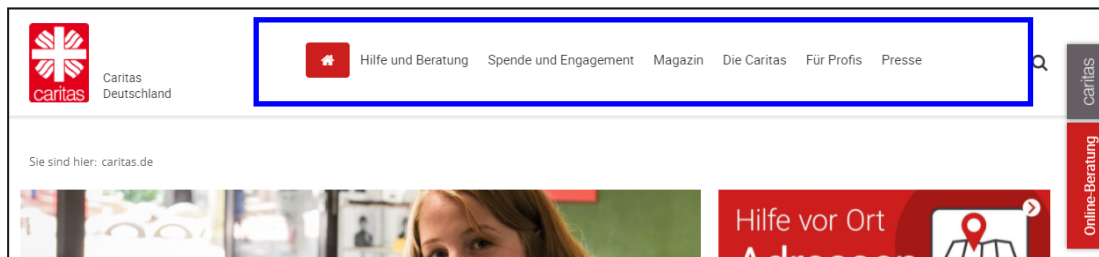 caritas
Caritas
Deutschland
Hilfe und Beratung Spende und Engagement Magazin Die Caritas Für Profis Presse
caritas
Online-Beratung
Sie sind hier: caritas.de
Hilfe vor Ort
Adressen